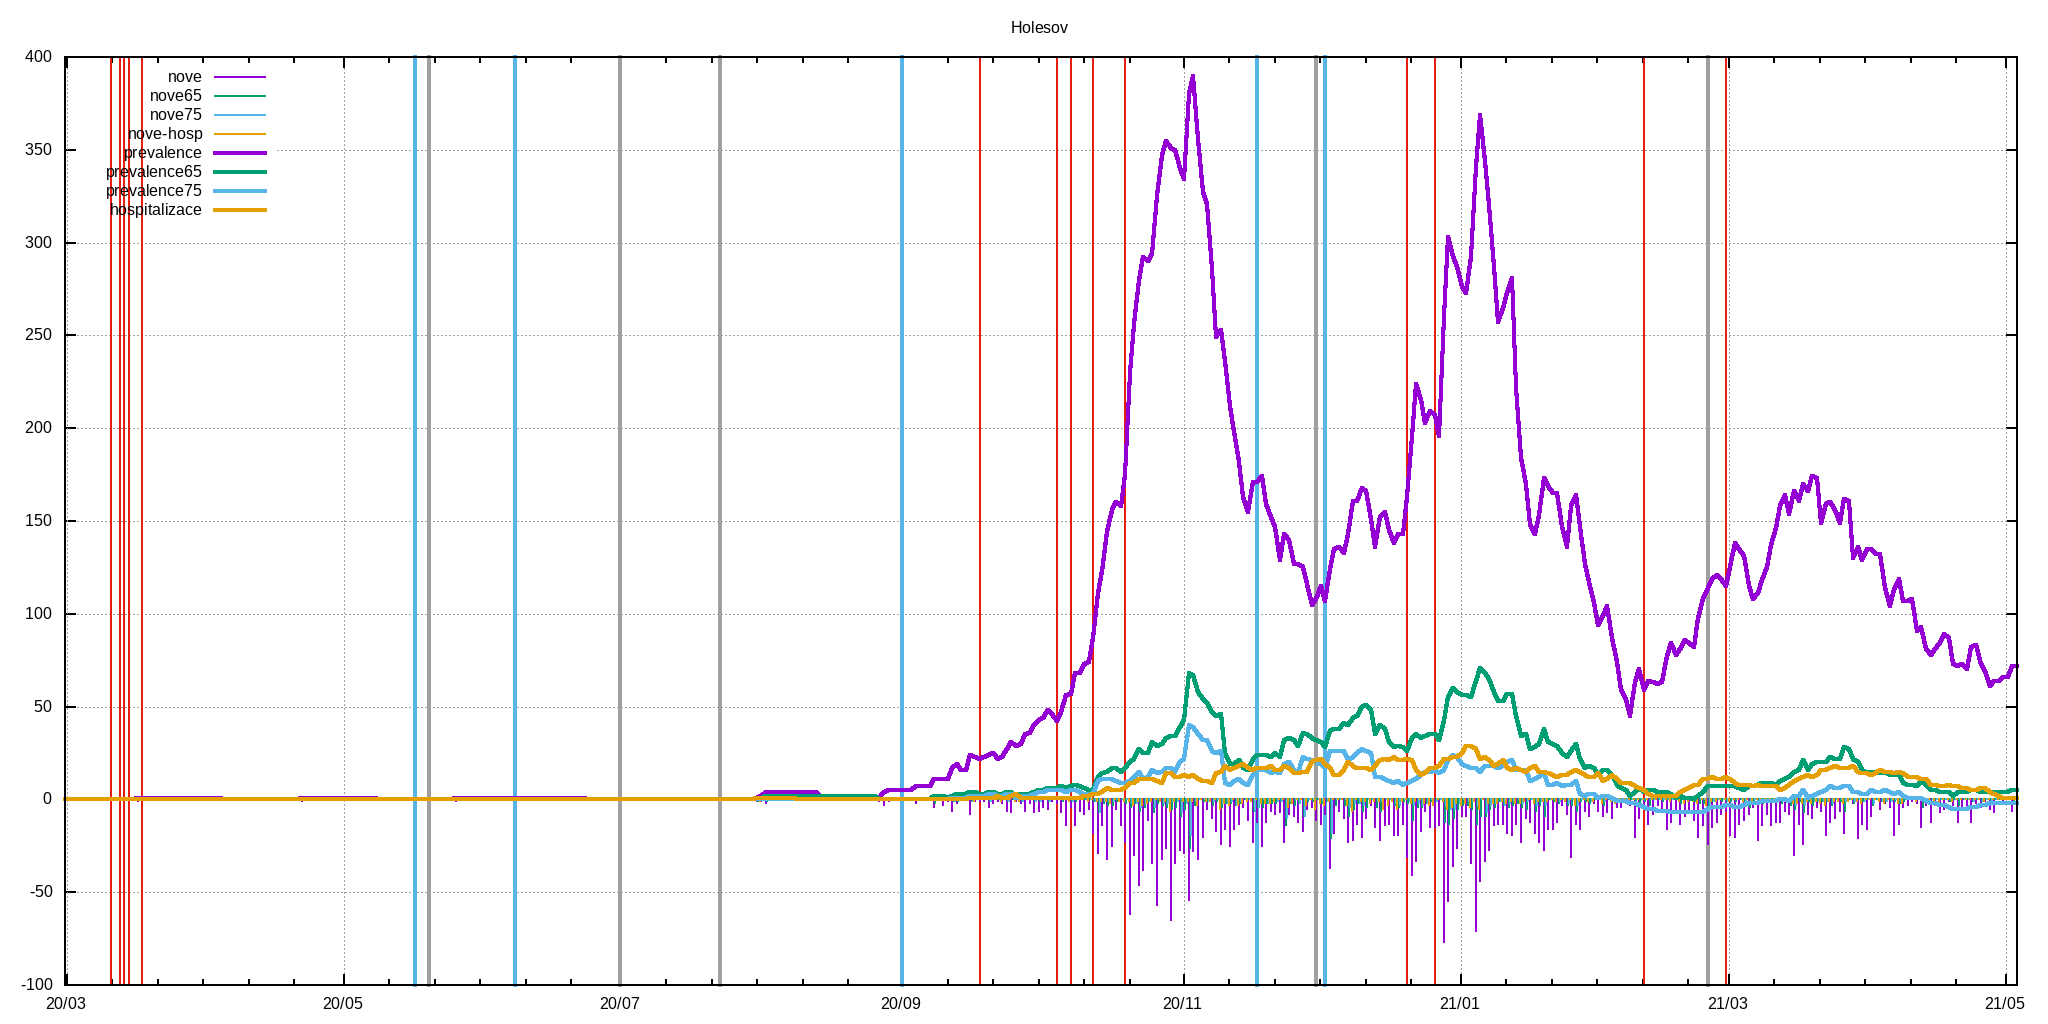 Holesov
400
350
300
250
200
150
100
50
0
-50
-100
nove
nove65
nove75
nove-hosp
prevalence
prevalence65
prevalence75
hospitalizace
20/03 20/05 20/07 20/09 20/11 21/01 21/03 21/05